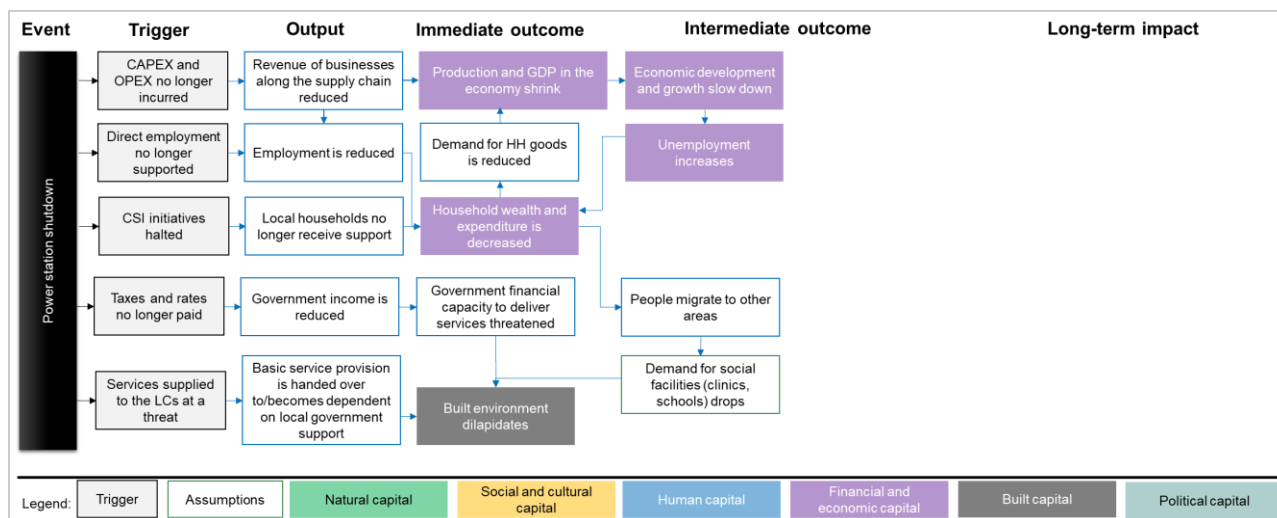 Event
Trigger
Output
Immediate outcome
Intermediate outcome
Long-term impact
Power station shutdown
CAPEX and
OPEX no longer
incurred
Revenue of businesses
along the supply chain
reduced
Production and GDP in the
economy shrink
Economic development
and growth slow down
Direct employment
no longer
supported
Employment is reduced
Demand for HH goods
is reduced
Unemployment
increases
CSI initiatives
halted
Local households no
longer receive support
Household wealth and
expenditure is
decreased
Taxes and rates
no longer paid
Government income is
reduced
Government financial
capacity to deliver
services threatened
People migrate to other
areas
Services supplied
to the LCs at a
threat
Basic service provision
is handed over
to/becomes dependent
on local government
support
Built environment
dilapidates
Demand for social
facilities (clinics,
schools) drops
Legend:
Trigger
Assumptions
Natural capital
Social and cultural
capital
Human capital
Financial and
economic capital
Built capital
Political capital